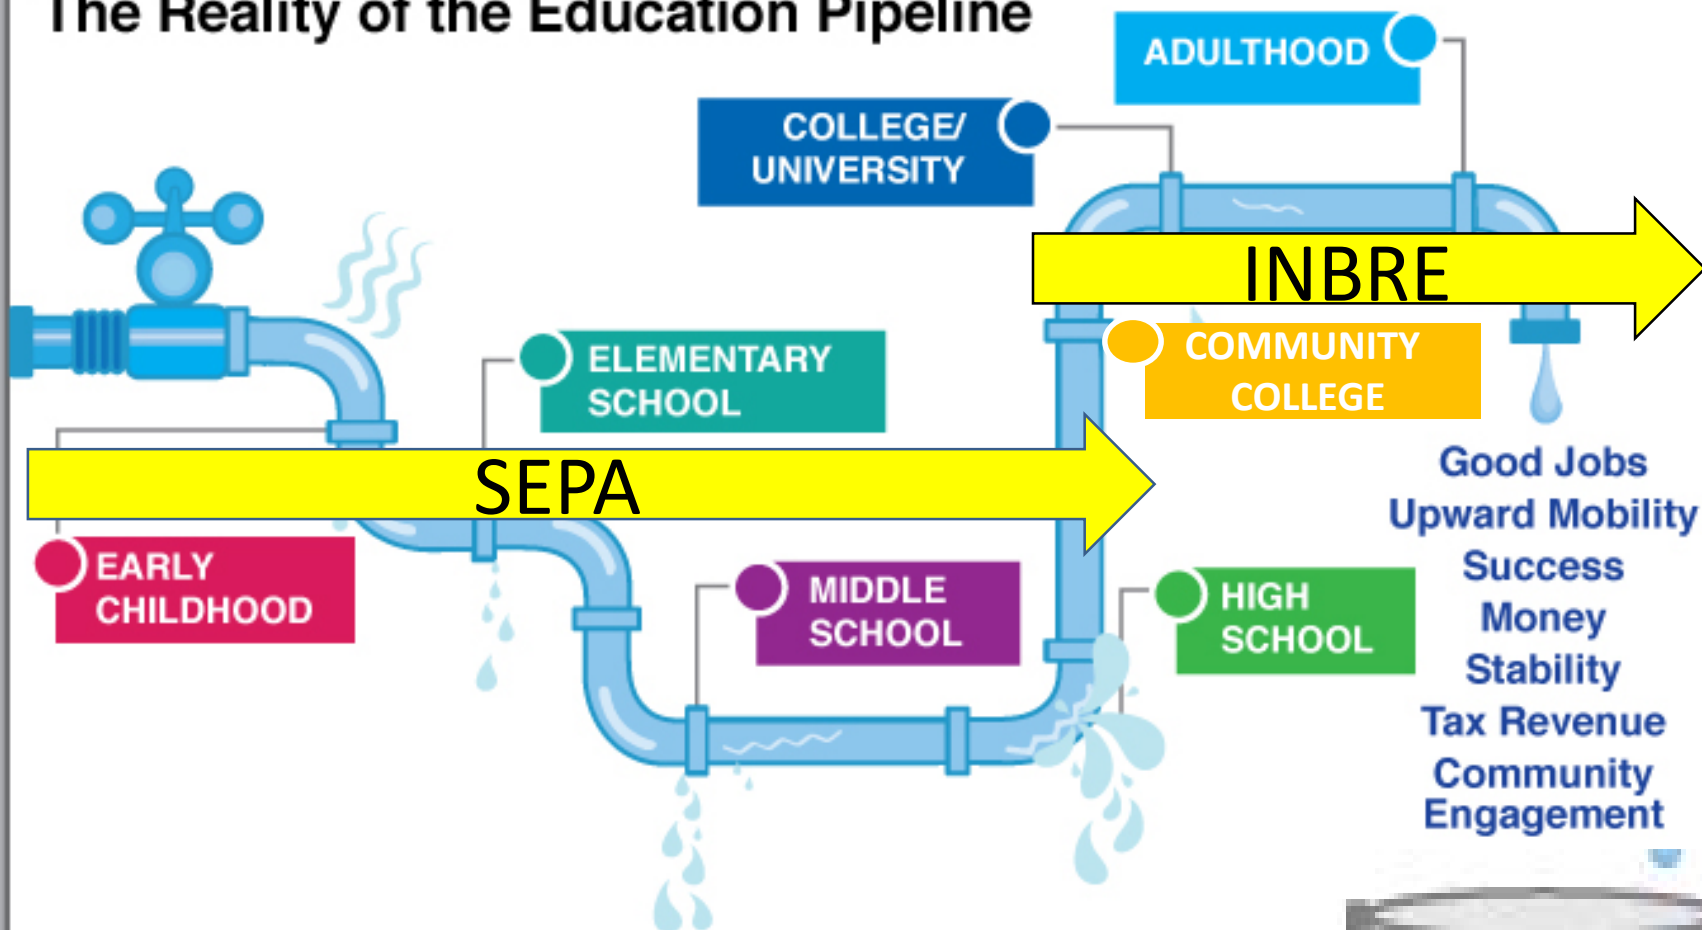 The Reality of the Education Pipeline
ADULTHOOD
COLLEGE/
UNIVERSITY
INBRE
ELEMENTARY
SCHOOL
COMMUNITY
COLLEGE
SEPA
EARLY
CHILDHOOD
MIDDLE
SCHOOL
HIGH
SCHOOL
Good Jobs
Upward Mobility
Success
Money
Stability
Tax Revenue
Community
Engagement